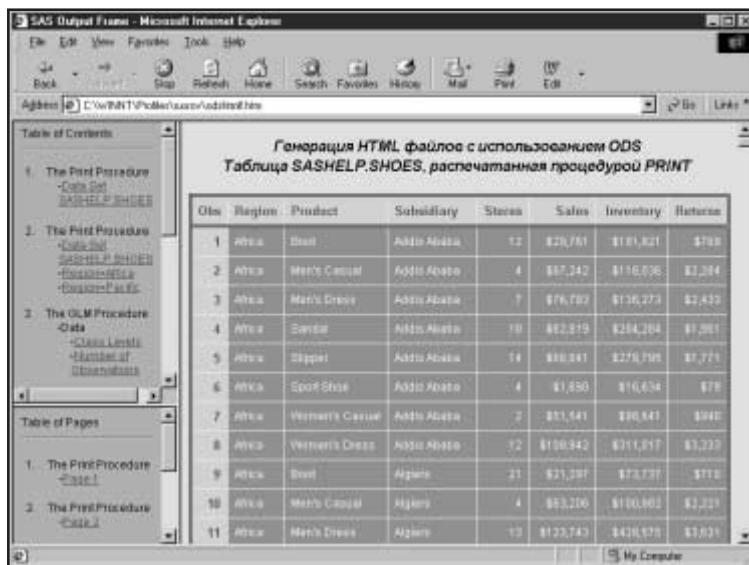 SAS Output Frame - Microsoft Internet Explorer
File Edit View Favorites Tools Help
Back Stop Refresh Home Search Favorites History Mail Print Edit
Address Go Links
Table of Contents
1. The Print Procedure
·Data Set
SASHELP.SHOES
2. The Print Procedure
·Data Set
SASHELP.SHOES
·Region=Africa
·Region=Pacific
3. The GLM Procedure
·Data
·Class Levels
·Number of
Observations
Table of Pages
1. The Print Procedure
·Page 1
2. The Print Procedure
·Page 2
Генерация HTML файлов с использованием ODS
Таблица SASHELP.SHOES, распечатанная процедурой PRINT
Obs Region Product Subsidiary Stores Sales Inventory Returns
1 Africa Boot Addis Ababa 12 $29,761 $191,821 $769
2 Africa Men's Casual Addis Ababa 4 $67,242 $118,036 $2,284
3 Africa Men's Dress Addis Ababa 7 $76,793 $136,273 $2,433
4 Africa Sandal Addis Ababa 10 $62,819 $204,284 $1,861
5 Africa Slipper Addis Ababa 14 $68,641 $279,795 $1,771
6 Africa Sport Shoe Addis Ababa 4 $1,690 $16,634 $79
7 Africa Women's Casual Addis Ababa 2 $51,541 $98,641 $940
8 Africa Women's Dress Addis Ababa 12 $108,942 $311,017 $3,233
9 Africa Boot Algiers 21 $21,297 $73,737 $710
10 Africa Men's Casual Algiers 4 $63,206 $100,982 $2,221
11 Africa Men's Dress Algiers 13 $123,743 $428,575 $3,621
My Computer